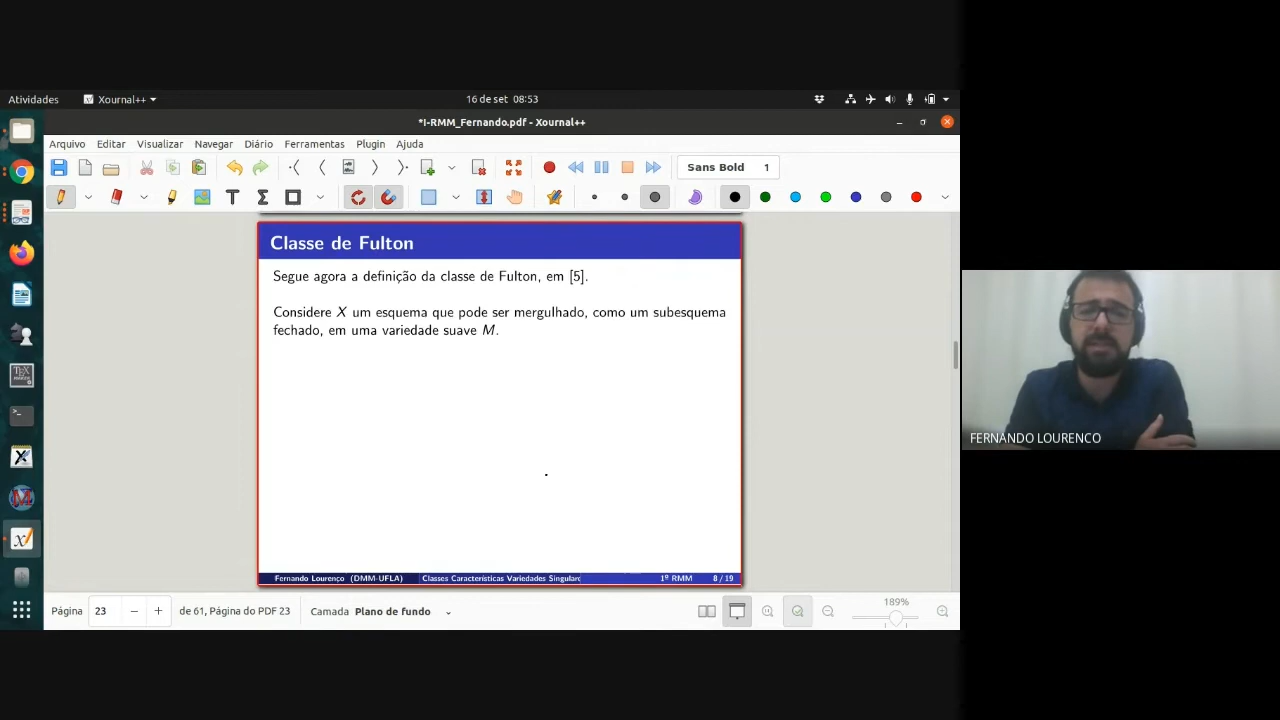 Atividades
Xournal++
16 de set 08:53
*I-RMM_Fernando.pdf - Xournal++
Arquivo Editar Visualizar Navegar Diário Ferramentas Plugin Ajuda
Sans Bold 1
Classe de Fulton
Segue agora a definição da classe de Fulton, em [5].
Considere X um esquema que pode ser mergulhado, como um subesquema
fechado, em uma variedade suave M.
Fernando Lourenço (DMM-UFLA) Classes Características Variedades Singulare 1º RMM 8 / 19
Página 23 de 61, Página do PDF 23 Camada Plano de fundo 189%
FERNANDO LOURENCO